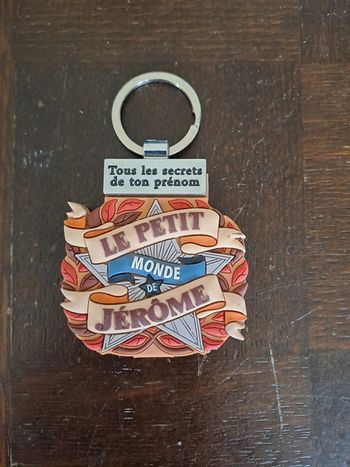 Tous les secrets
de ton prénom
LE PETIT
MONDE
DE
JÉRÔME